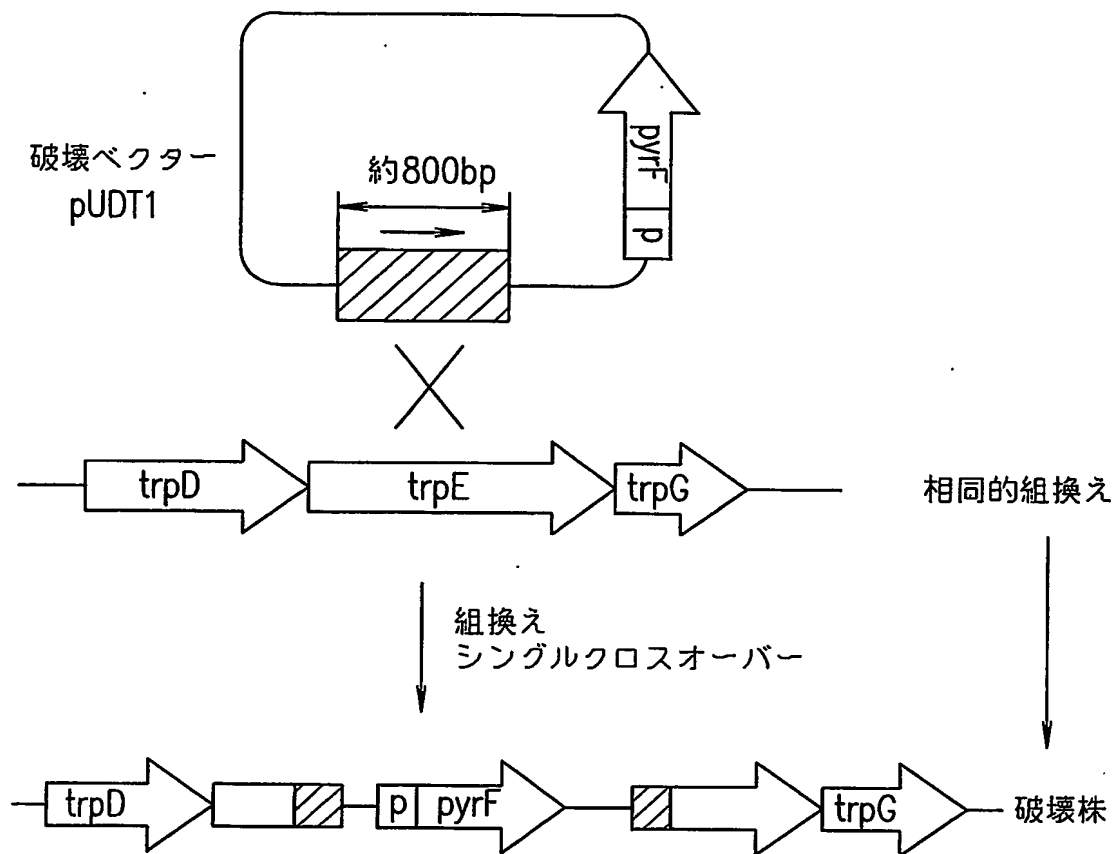 破壊ベクター
pUDT1
約800bp
pyrF
p
trpD
trpE
trpG
相同的組換え
組換え
シングルクロスオーバー
trpD
p
pyrF
trpG
破壊株